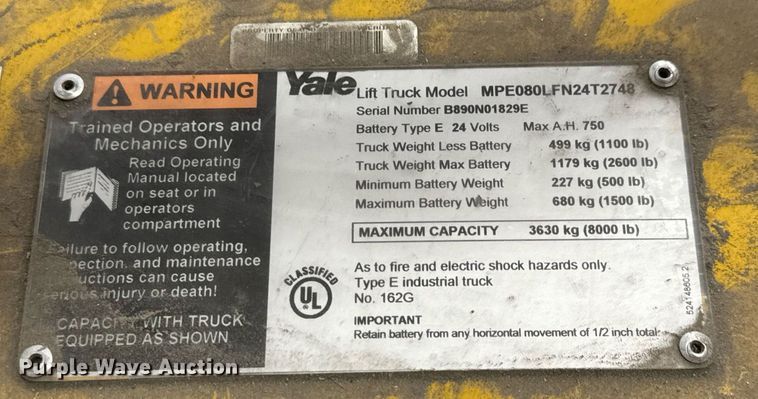 PROPERTY OF
WARNING
Trained Operators and
Mechanics Only
Read Operating
Manual located
on seat or in
operators
compartment
to follow operating,
and maintenance
can cause
injury or death!
CAPACITY WITH TRUCK
EQUIPPED AS SHOWN
Yale Lift Truck Model MPE080LFN24T2748
Serial Number B890N01829E
Battery Type E 24 Volts Max A.H. 750
Truck Weight Less Battery 499 kg (1100 lb)
Truck Weight Max Battery 1179 kg (2600 lb)
Minimum Battery Weight 227 kg (500 lb)
Maximum Battery Weight 680 kg (1500 lb)
MAXIMUM CAPACITY 3630 kg (8000 lb)
CLASSIFIED
UL
As to fire and electric shock hazards only.
Type E industrial truck
No. 162G
IMPORTANT
Retain battery from any horizontal movement of 1/2 inch total.
524148605.2
Purple Wave Auction